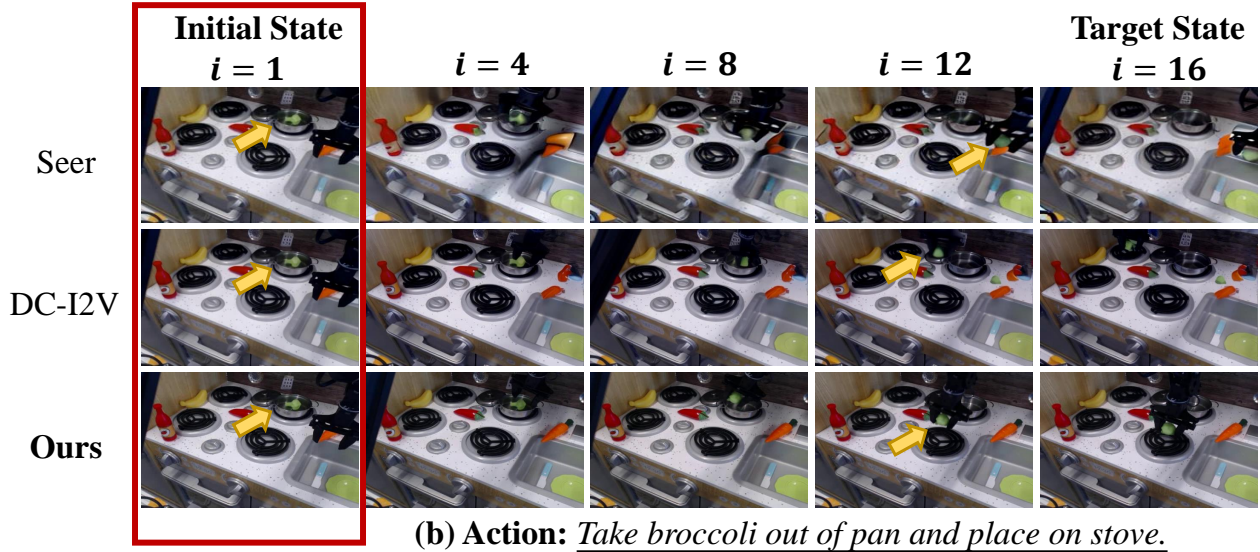 Initial State
Target State
i = 1
i = 4
i = 8
i = 12
i = 16
Seer
DC-I2V
Ours
(b) Action: Take broccoli out of pan and place on stove.